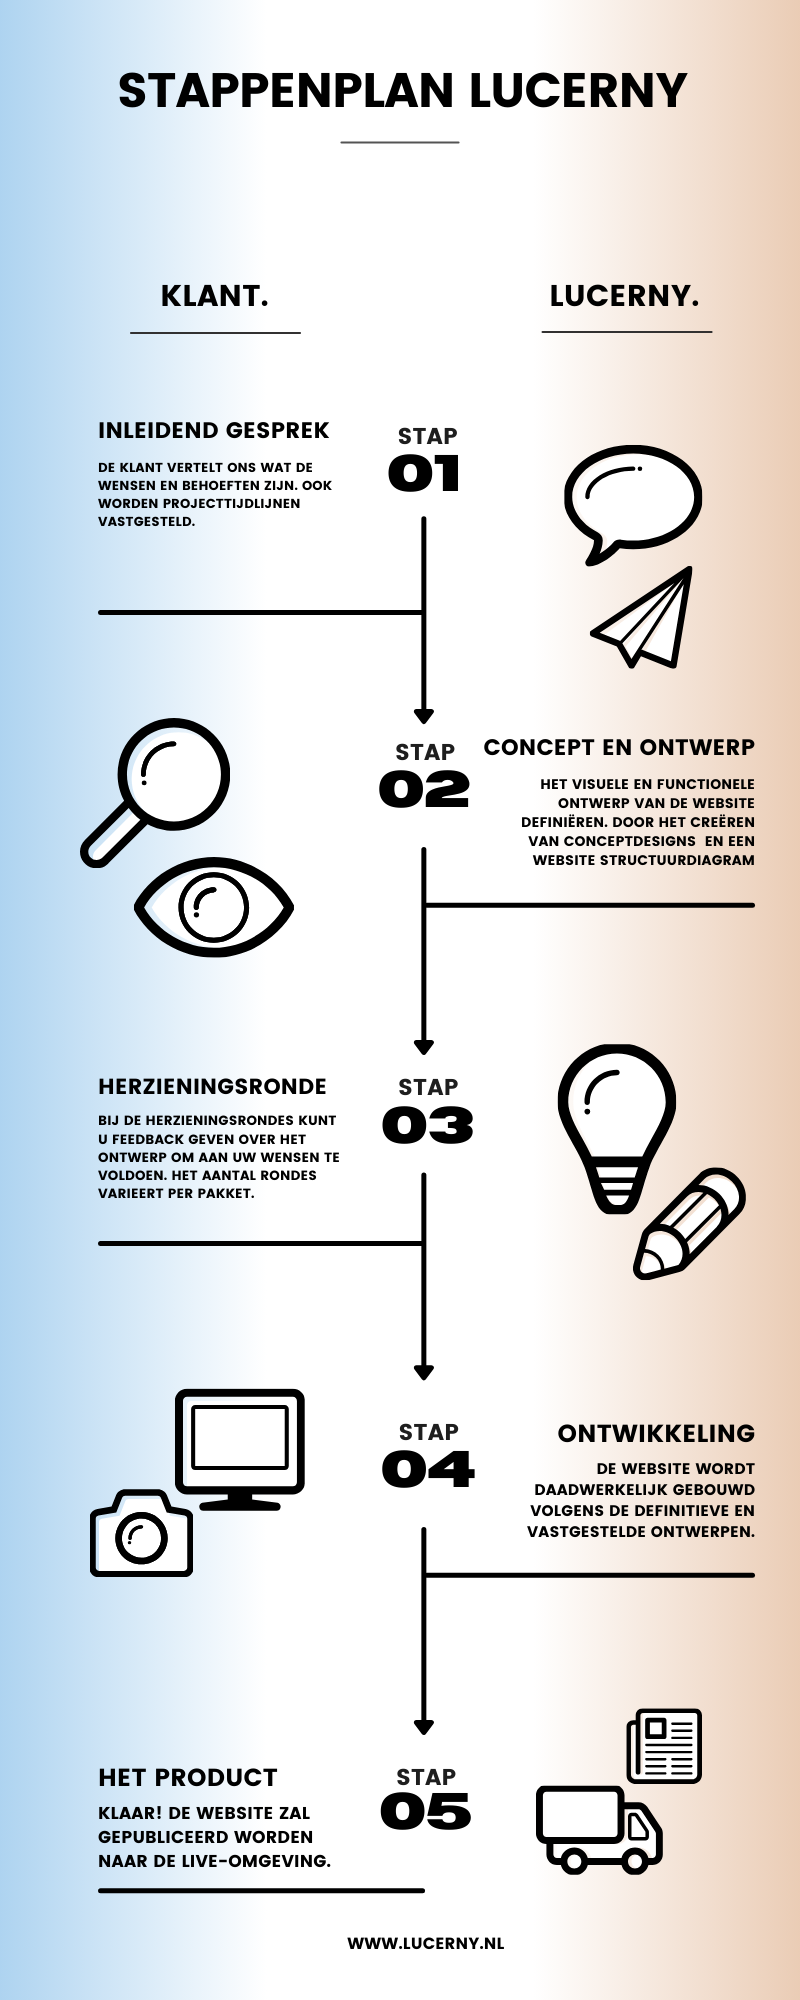 STAPPENPLAN LUCERNY
KLANT.
LUCERNY.
INLEIDEND GESPREK
DE KLANT VERTELT ONS WAT DE
WENSEN EN BEHOEFTEN ZIJN. OOK
WORDEN PROJECTTIJDLIJNEN
VASTGESTELD.
STAP
01
STAP
02
CONCEPT EN ONTWERP
HET VISUELE EN FUNCTIONELE
ONTWERP VAN DE WEBSITE
DEFINIËREN. DOOR HET CREËREN
VAN CONCEPTDESIGNS EN EEN
WEBSITE STRUCTUURDIAGRAM
HERZIENINGSRONDE
BIJ DE HERZIENINGSRONDES KUNT
U FEEDBACK GEVEN OVER HET
ONTWERP OM AAN UW WENSEN TE
VOLDOEN. HET AANTAL RONDES
VARIEERT PER PAKKET.
STAP
03
STAP
04
ONTWIKKELING
DE WEBSITE WORDT
DAADWERKELIJK GEBOUWD
VOLGENS DE DEFINITIEVE EN
VASTGESTELDE ONTWERPEN.
HET PRODUCT
KLAAR! DE WEBSITE ZAL
GEPUBLICEERD WORDEN
NAAR DE LIVE-OMGEVING.
STAP
05
WWW.LUCERNY.NL